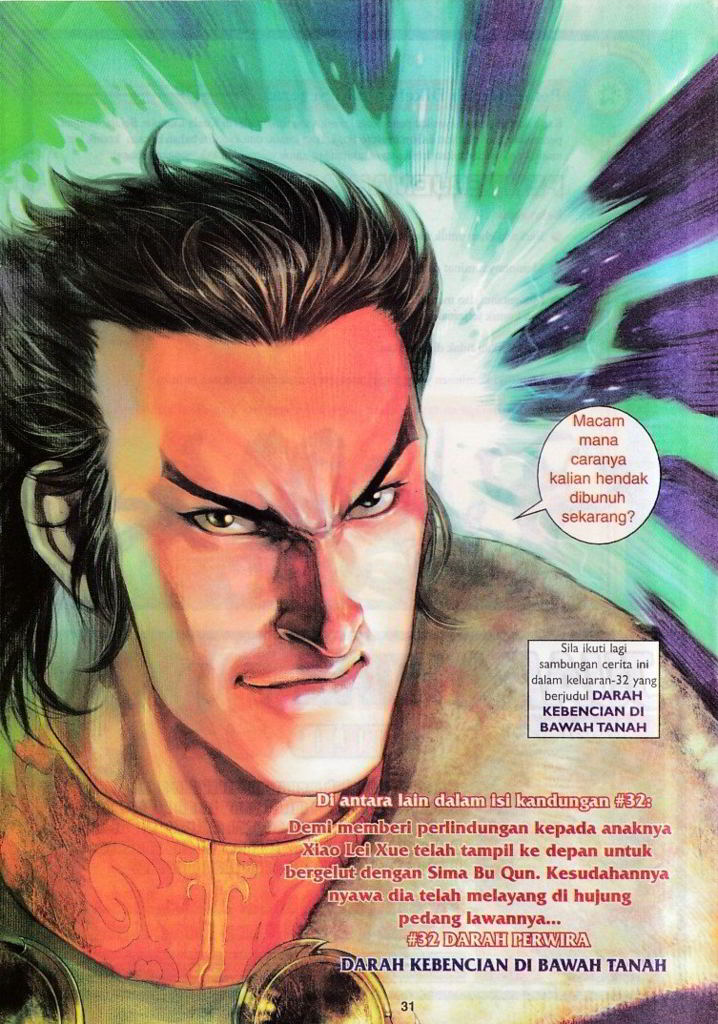 Macam
mana
caranya
kalian hendak
dibunuh
sekarang?
Sila ikuti lagi
sambungan cerita ini
dalam keluaran-32 yang
berjudul DARAH
KEBENCIAN DI
BAWAH TANAH
Di antara lain dalam isi kandungan #32:
Demi memberi perlindungan kepada anaknya
Xiao Lei Xue telah tampil ke depan untuk
bergelut dengan Sima Bu Qun. Kesudahannya
nyawa dia telah melayang di hujung
pedang lawannya...
#32 DARAH PERWIRA
DARAH KEBENCIAN DI BAWAH TANAH
31